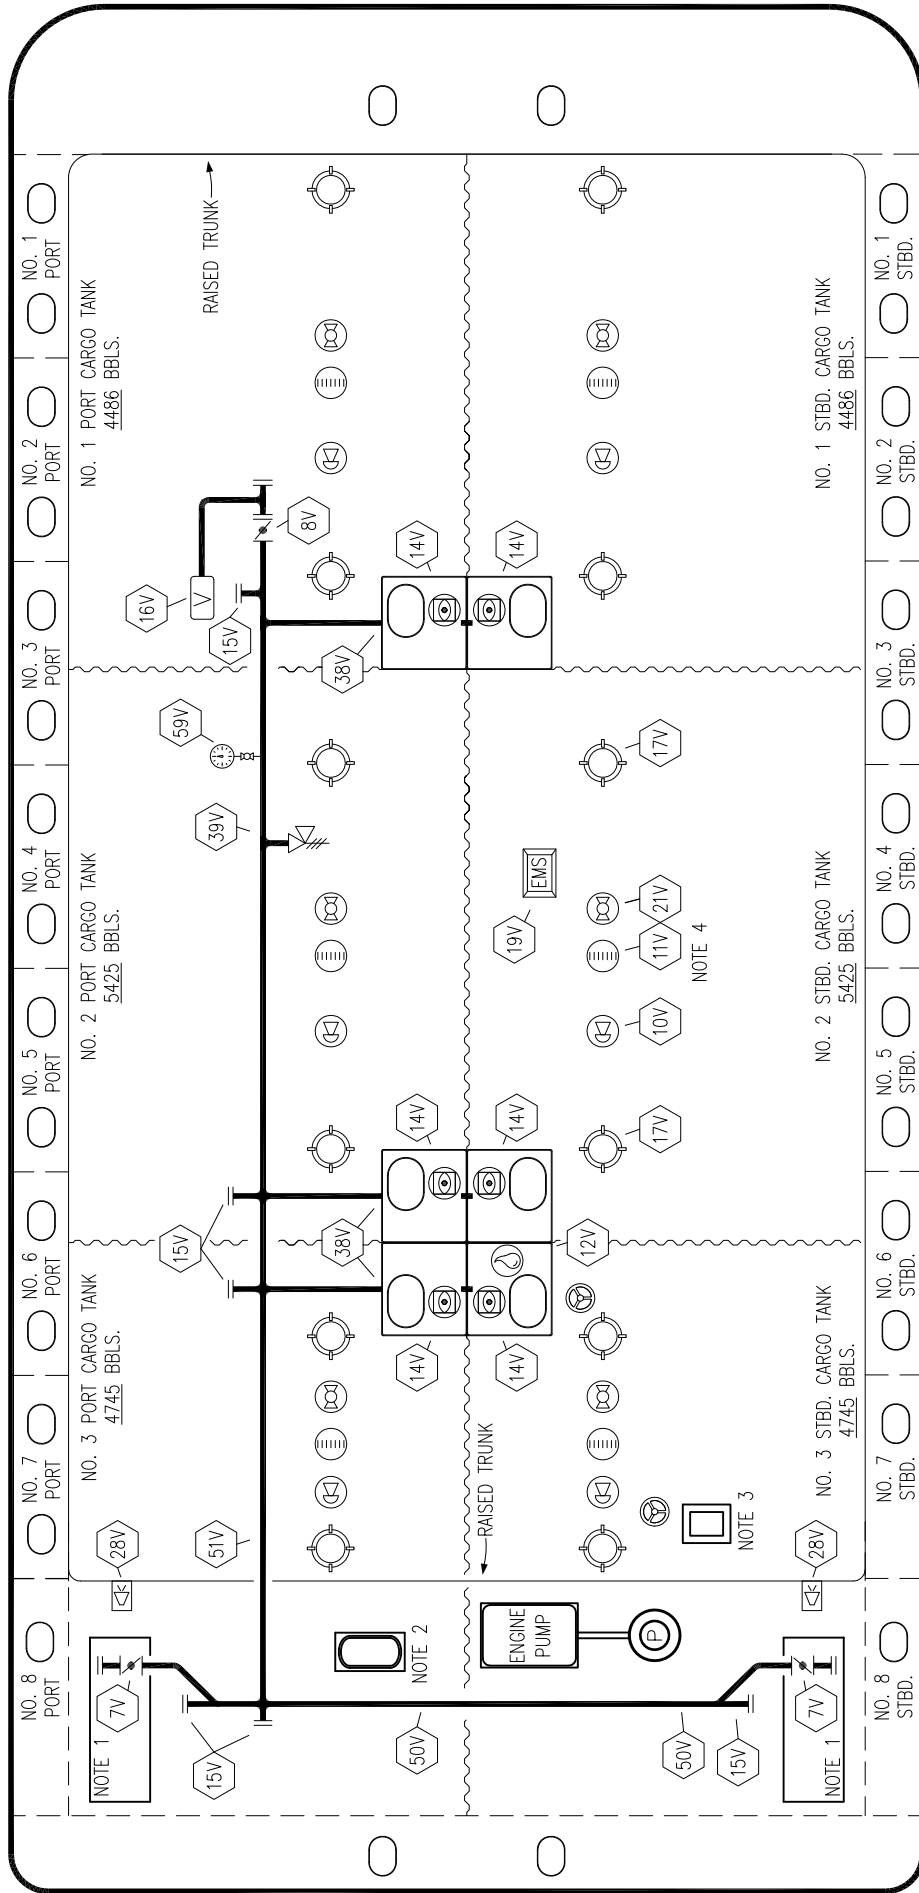 NO. 8
PORT
NO. 7
PORT
NO. 6
PORT
NO. 5
PORT
NO. 4
PORT
NO. 3
PORT
NO. 2
PORT
NO. 1
PORT
NOTE 1
7V
28V
NO. 3 PORT CARGO TANK
4745 BBLS.
NO. 2 PORT CARGO TANK
5425 BBLS.
NO. 1 PORT CARGO TANK
4486 BBLS.
15V
51V
15V
39V
59V
15V
16V
V
8V
RAISED TRUNK
NOTE 2
50V
38V
38V
14V
14V
14V
14V
14V
14V
RAISED TRUNK
ENGINE
PUMP
P
12V
19V
EMS
17V
10V
11V
21V
17V
NOTE 4
50V
15V
NOTE 3
NOTE 1
7V
28V
NO. 3 STBD. CARGO TANK
4745 BBLS.
NO. 2 STBD. CARGO TANK
5425 BBLS.
NO. 1 STBD. CARGO TANK
4486 BBLS.
NO. 8
STBD.
NO. 7
STBD.
NO. 6
STBD.
NO. 5
STBD.
NO. 4
STBD.
NO. 3
STBD.
NO. 2
STBD.
NO. 1
STBD.